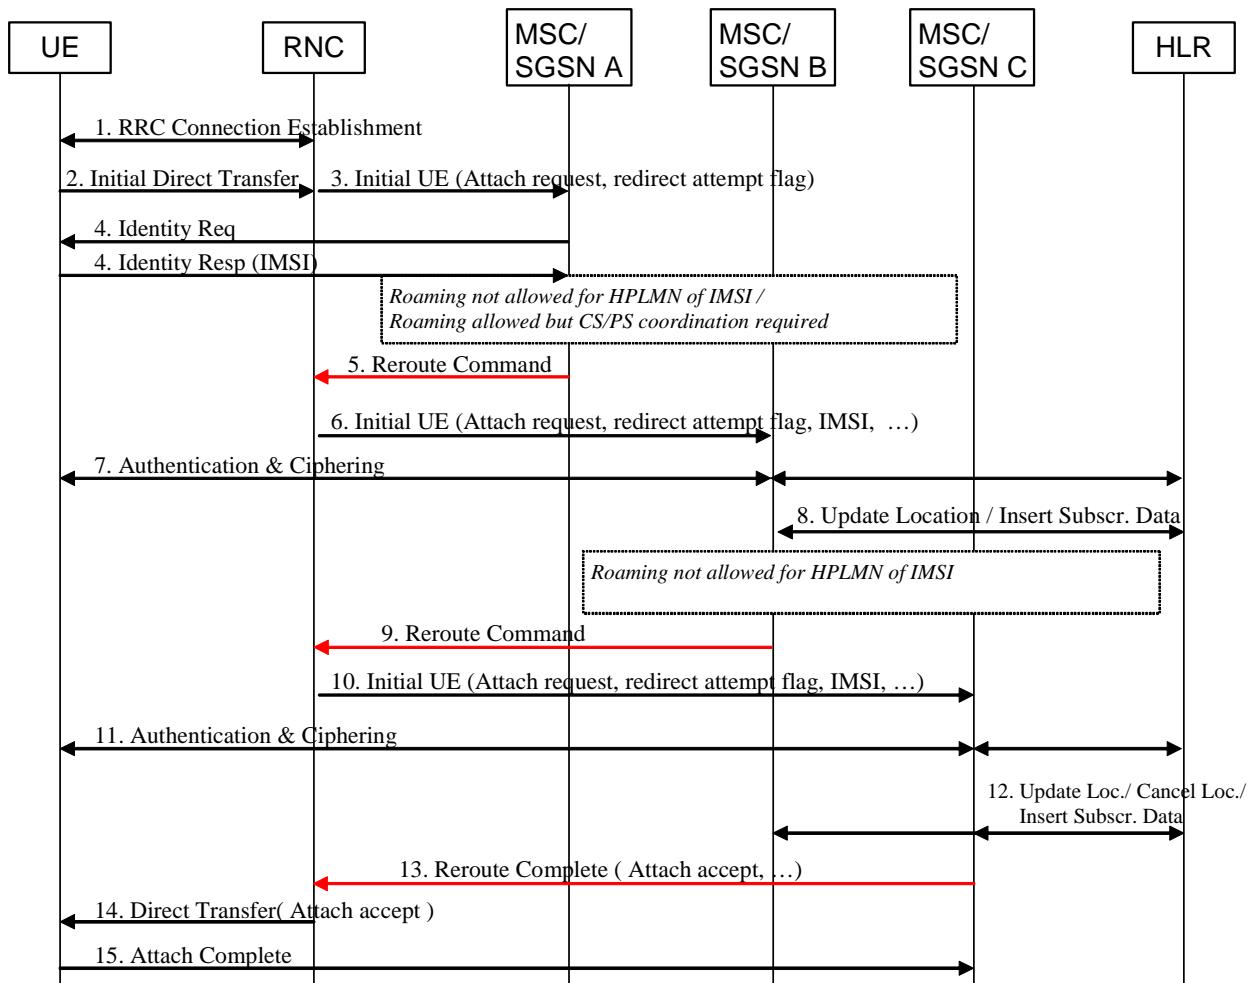 UE
RNC
MSC/
SGSN A
MSC/
SGSN B
MSC/
SGSN C
HLR
1. RRC Connection Establishment
2. Initial Direct Transfer
3. Initial UE (Attach request, redirect attempt flag)
4. Identity Req
4. Identity Resp (IMSI)
Roaming not allowed for HPLMN of IMSI /
Roaming allowed but CS/PS coordination required
5. Reroute Command
6. Initial UE (Attach request, redirect attempt flag, IMSI, …)
7. Authentication & Ciphering
8. Update Location / Insert Subscr. Data
Roaming not allowed for HPLMN of IMSI
9. Reroute Command
10. Initial UE (Attach request, redirect attempt flag, IMSI, …)
11. Authentication & Ciphering
12. Update Loc./ Cancel Loc./
Insert Subscr. Data
13. Reroute Complete ( Attach accept, …)
14. Direct Transfer( Attach accept )
15. Attach Complete